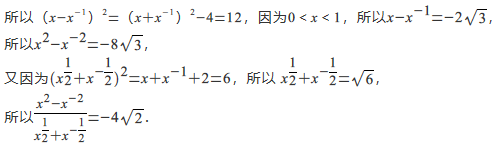 所以（x-x⁻¹）²=（x+x⁻¹）²-4=12，因为0＜x＜1，所以x-x⁻¹=-2√3，
所以x²-x⁻²=-8√3，
又因为(x^{1/2}+x^{-1/2})²=x+x⁻¹+2=6，所以 x^{1/2}+x^{-1/2}=√6，
所以\frac{x²-x⁻²}{x^{1/2}+x^{-1/2}}=-4√2.